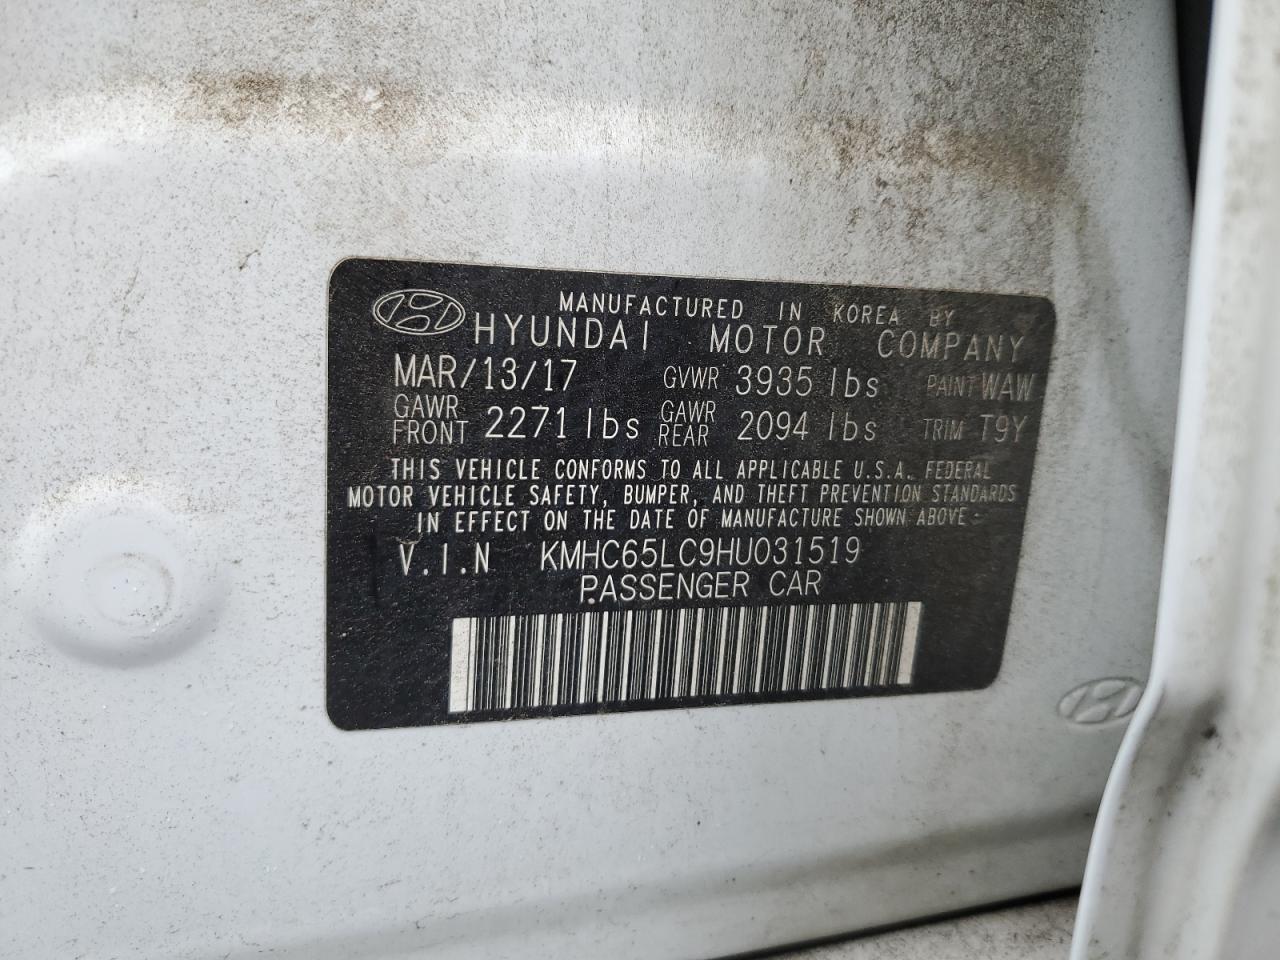 MANUFACTURED IN KOREA BY
HYUNDAI MOTOR COMPANY
MAR/13/17 GVWR 3935 lbs PAINT WAW
GAWR FRONT 2271 lbs GAWR REAR 2094 lbs TRIM T9Y
THIS VEHICLE CONFORMS TO ALL APPLICABLE U.S.A. FEDERAL
MOTOR VEHICLE SAFETY, BUMPER, AND THEFT PREVENTION STANDARDS
IN EFFECT ON THE DATE OF MANUFACTURE SHOWN ABOVE
V.I.N KMHC65LC9HU031519
PASSENGER CAR